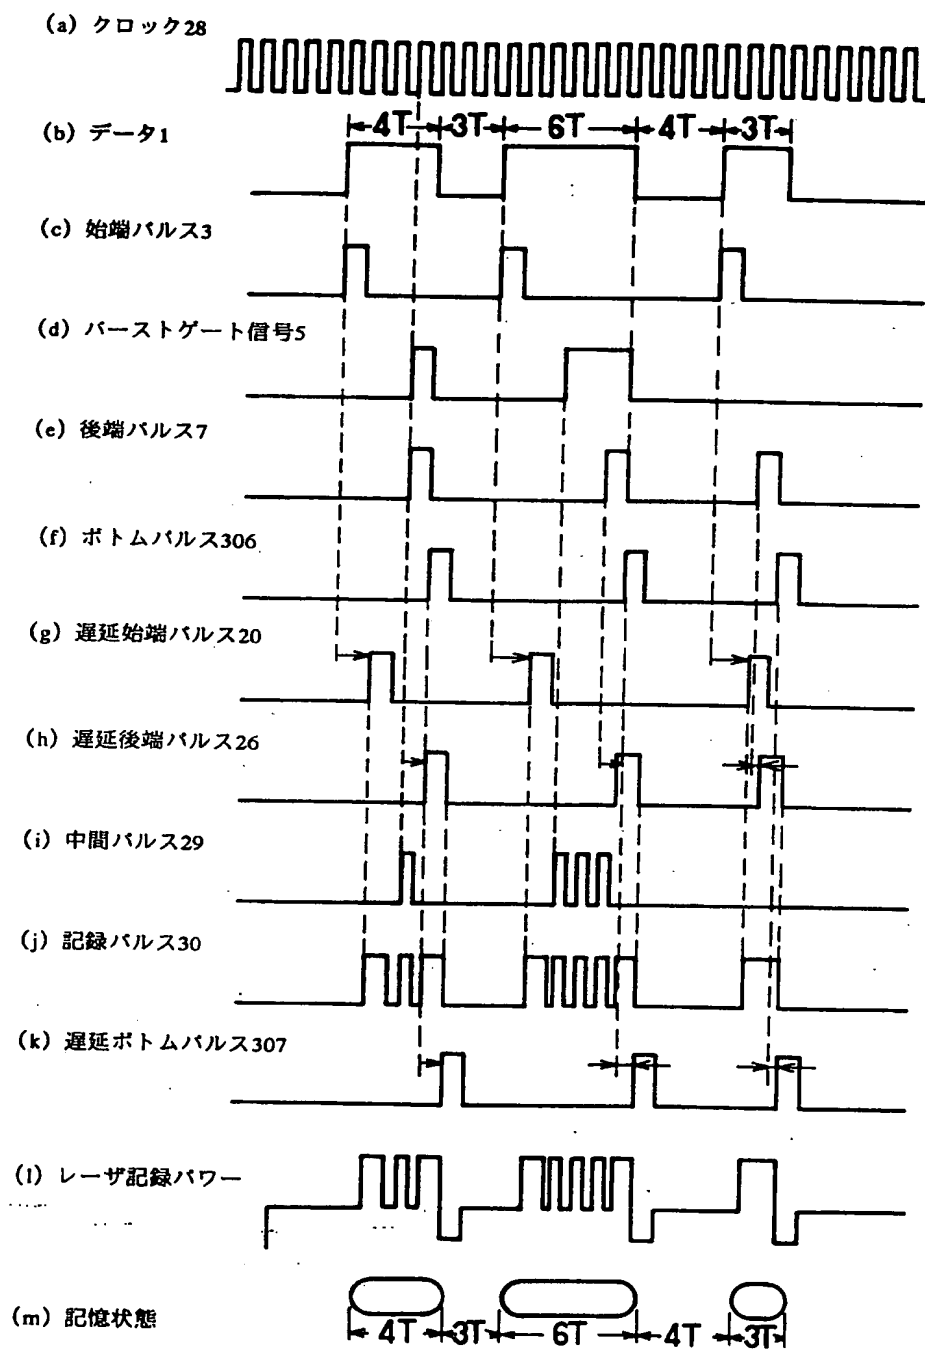 (a) クロック28
(b) データ1
4T 3T 6T 4T 3T
(c) 始端パルス3
(d) バーストゲート信号5
(e) 後端パルス7
(f) ボトムパルス306
(g) 遅延始端パルス20
(h) 遅延後端パルス26
(i) 中間パルス29
(j) 記録パルス30
(k) 遅延ボトムパルス307
(l) レーザ記録パワー
(m) 記憶状態
4T 3T 6T 4T 3T